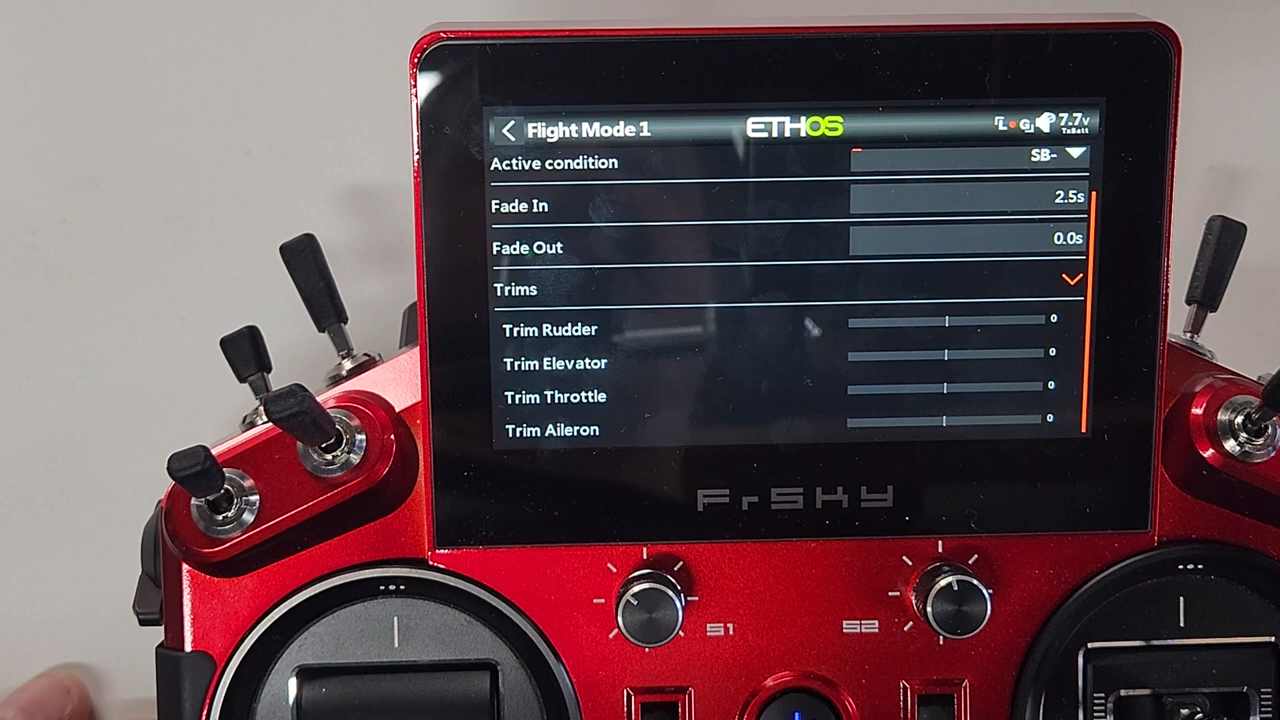 Flight Mode 1 ETHOS LOG 7.7v
TxBatt
Active condition SB-
Fade In 2.5s
Fade Out 0.0s
Trims
Trim Rudder 0
Trim Elevator 0
Trim Throttle 0
Trim Aileron 0
FrSKY
S1 S2